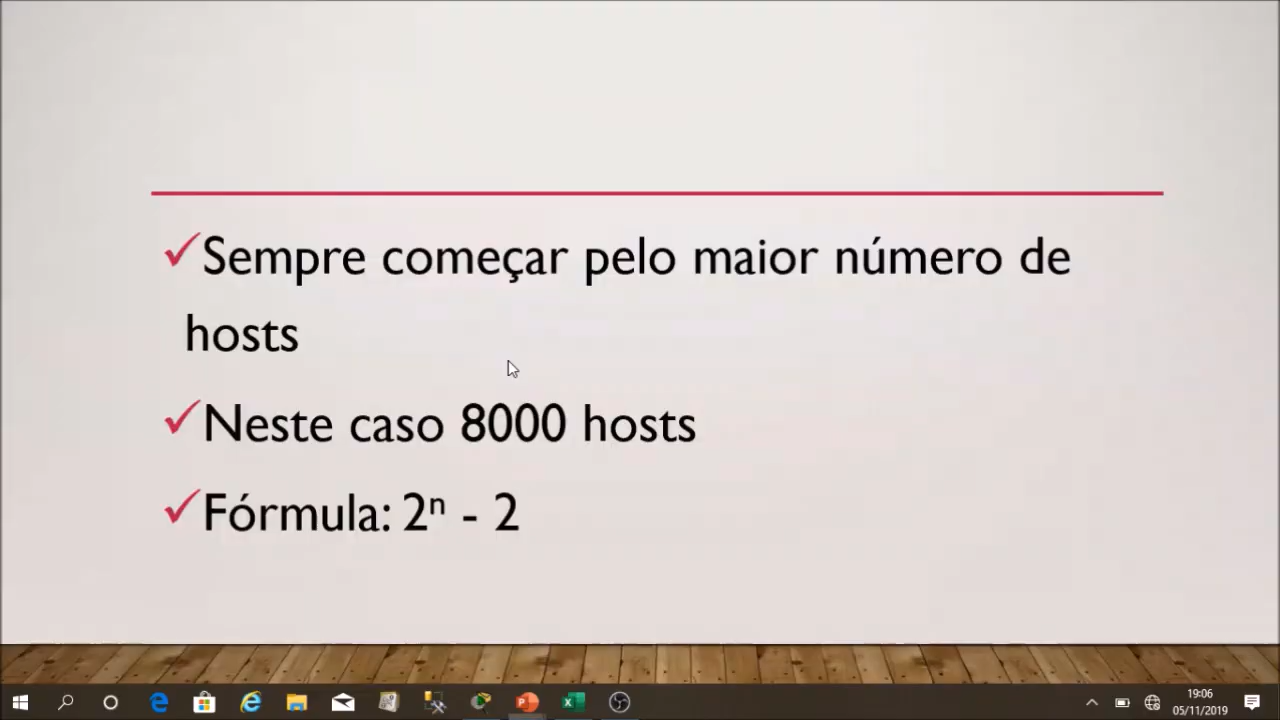 ✓Sempre começar pelo maior número de
hosts
✓Neste caso 8000 hosts
✓Fórmula: 2ⁿ - 2
19:06
05/11/2019